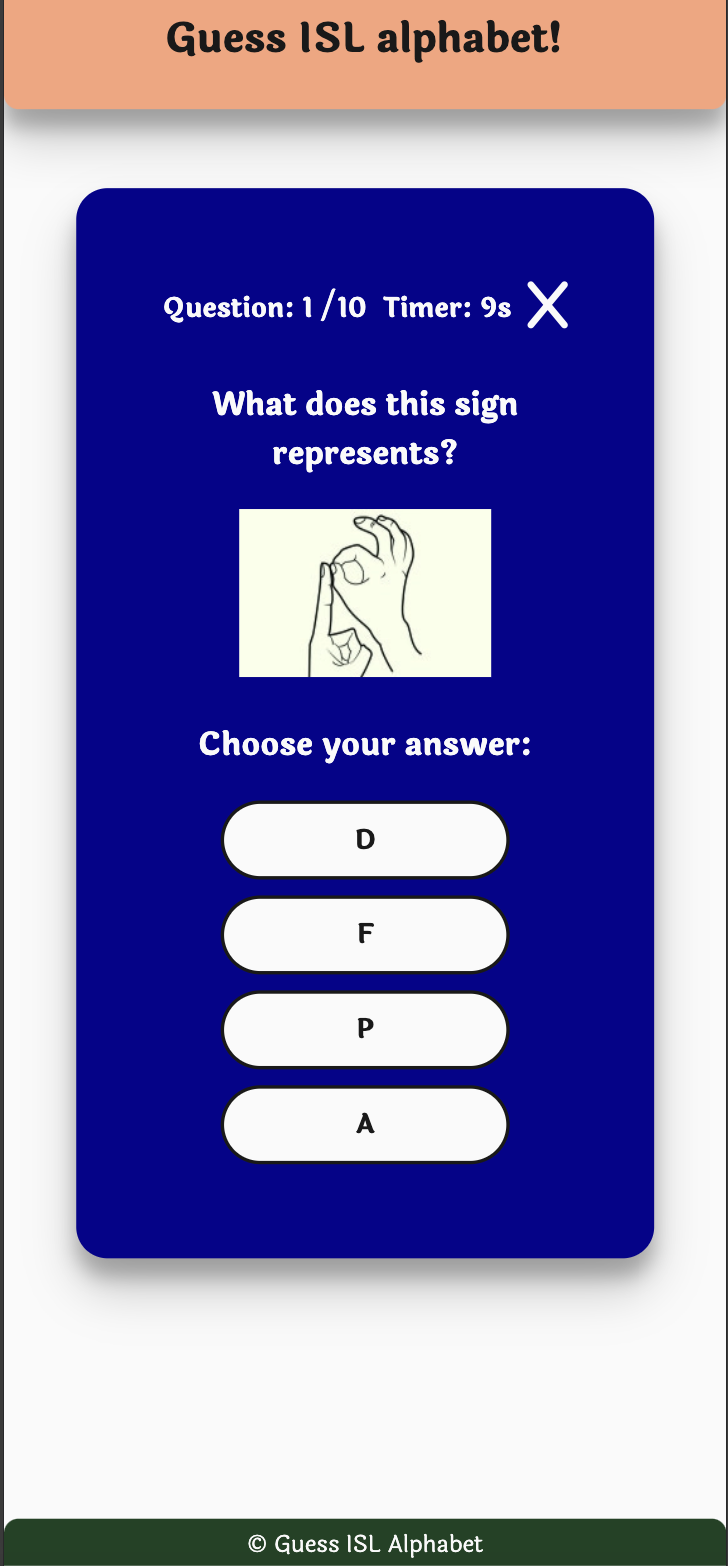 Guess ISL alphabet!
Question: 1 /10 Timer: 9s X
What does this sign
represents?
Choose your answer:
D
F
P
A
© Guess ISL Alphabet